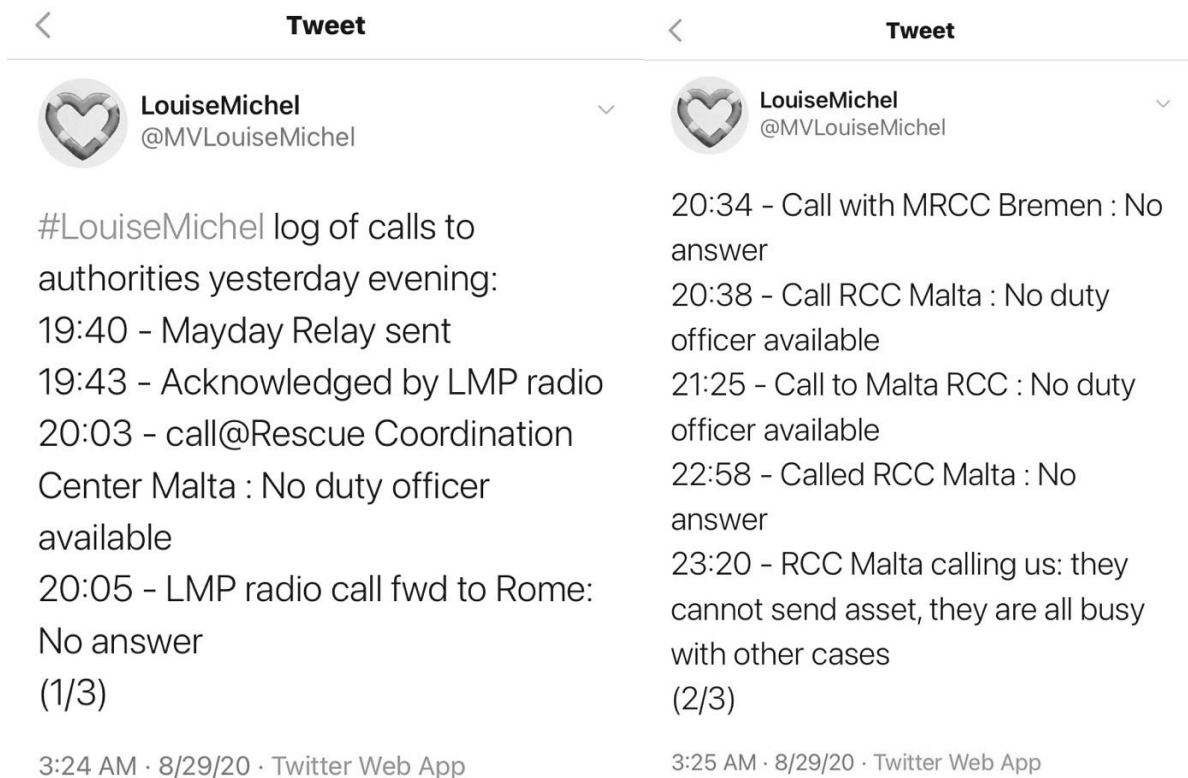 Tweet
LouiseMichel
@MVLouiseMichel
#LouiseMichel log of calls to
authorities yesterday evening:
19:40 - Mayday Relay sent
19:43 - Acknowledged by LMP radio
20:03 - call@Rescue Coordination
Center Malta : No duty officer
available
20:05 - LMP radio call fwd to Rome:
No answer
(1/3)
3:24 AM · 8/29/20 · Twitter Web App
Tweet
LouiseMichel
@MVLouiseMichel
20:34 - Call with MRCC Bremen : No
answer
20:38 - Call RCC Malta : No duty
officer available
21:25 - Call to Malta RCC : No duty
officer available
22:58 - Called RCC Malta : No
answer
23:20 - RCC Malta calling us: they
cannot send asset, they are all busy
with other cases
(2/3)
3:25 AM · 8/29/20 · Twitter Web App